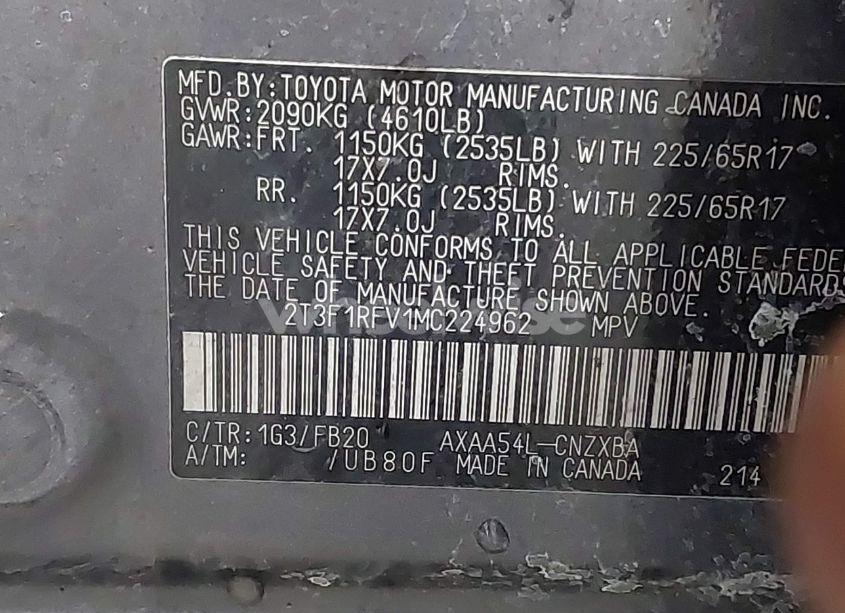 MFD.BY:TOYOTA MOTOR MANUFACTURING CANADA INC.
GVWR:2090KG (4610LB)
GAWR:FRT. 1150KG (2535LB) WITH 225/65R17
17X7.0J RIMS.
RR. 1150KG (2535LB) WITH 225/65R17
17X7.0J RIMS.
THIS VEHICLE CONFORMS TO ALL APPLICABLE FEDE
VEHICLE SAFETY AND THEFT PREVENTION STANDARDS
THE DATE OF MANUFACTURE SHOWN ABOVE.
2T3F1RFV1MC224962 MPV
C/TR:1G3/FB20 AXAA54L-CNZXBA
A/TM: /UB80F MADE IN CANADA 214